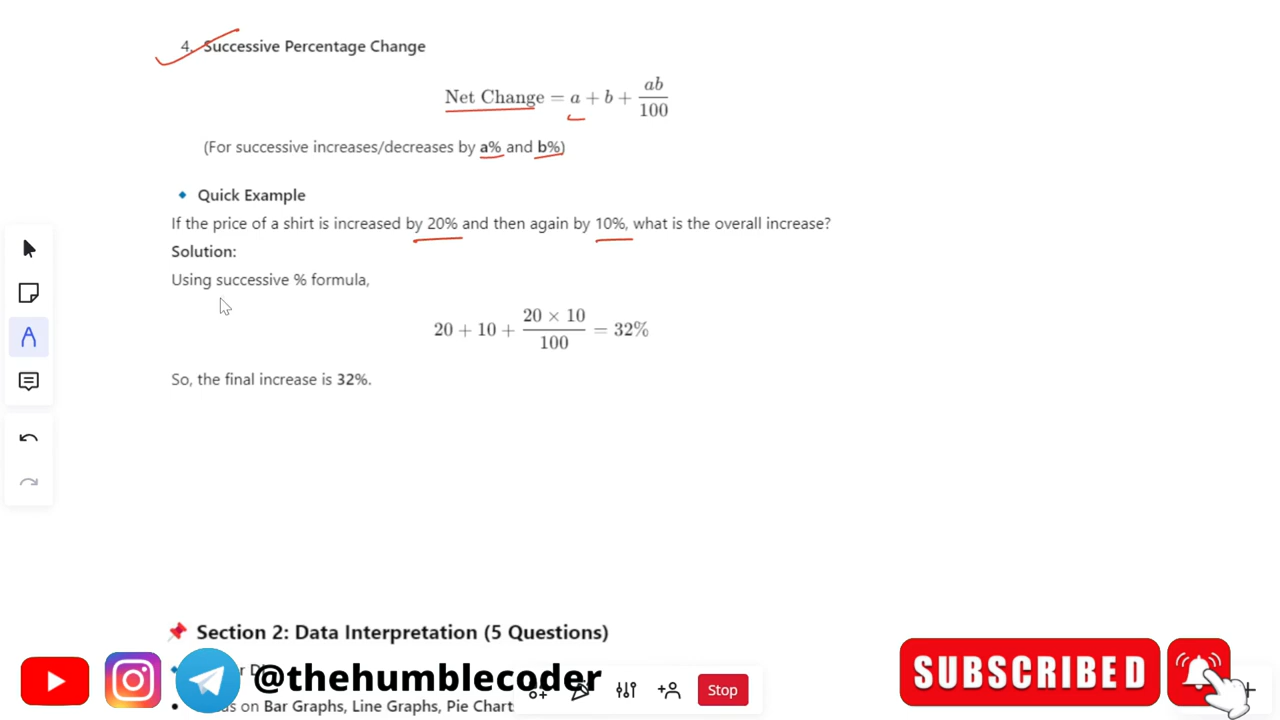 4. Successive Percentage Change
Net Change = a + b + ab/100
(For successive increases/decreases by a% and b%)
Quick Example
If the price of a shirt is increased by 20% and then again by 10%, what is the overall increase?
Solution:
Using successive % formula,
20 + 10 + 20 × 10/100 = 32%
So, the final increase is 32%.
Section 2: Data Interpretation (5 Questions)
@thehumblecoder
on Bar Graphs, Line Graphs, Pie Chart
Stop
SUBSCRIBED